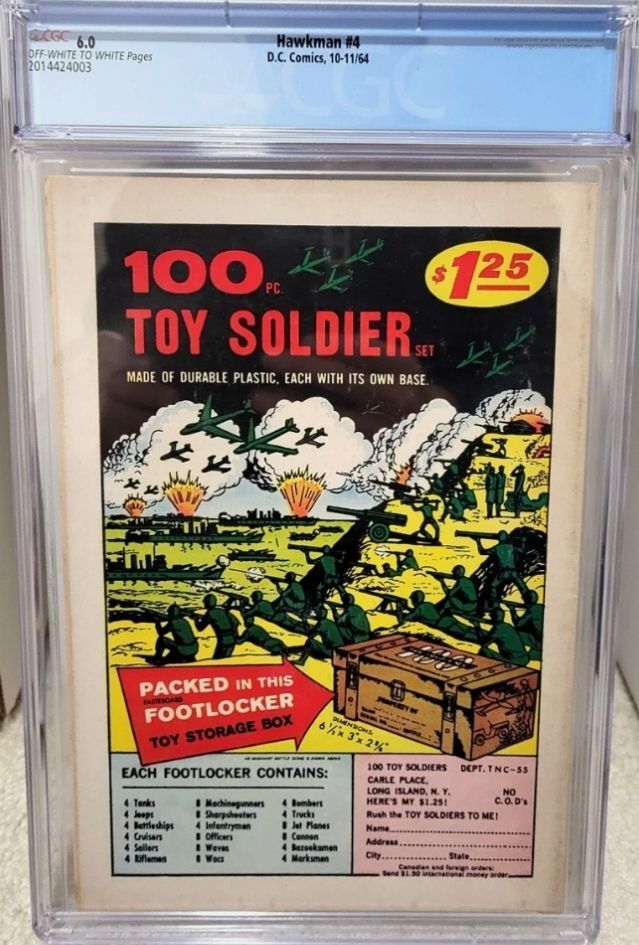 CGC 6.0
OFF-WHITE TO WHITE Pages
2014424003
Hawkman #4
D.C. Comics, 10-11/64
CGC
100 PC.
TOY SOLDIER SET
$1.25
MADE OF DURABLE PLASTIC, EACH WITH ITS OWN BASE.
PACKED IN THIS
PASTEBOARD
FOOTLOCKER
TOY STORAGE BOX
PROPERTY OF
DIMENSIONS:
EACH FOOTLOCKER CONTAINS:
4 Tanks
4 Jeeps
4 Battleships
4 Cruisers
4 Sailors
4 Riflemen
8 Machinegunners
8 Sharpshooters
4 Infantrymen
8 Officers
8 Waves
8 Wacs
4 Bombers
4 Trucks
8 Jet Planes
8 Cannon
4 Bazookamen
4 Marksmen
100 TOY SOLDIERS DEPT. TNC-55
CARLE PLACE,
LONG ISLAND, N. Y.
HERE'S MY $1.25!
NO
C.O.D's
Rush the TOY SOLDIERS TO ME!
Name
Address
City State
Canadian and foreign orders:
Send $1.50 international money order.